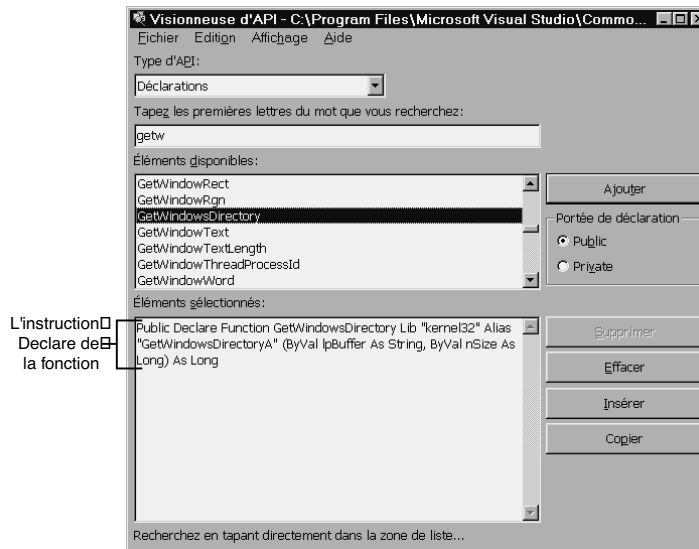 Visionneuse d'API - C:\Program Files\Microsoft Visual Studio\Commo...
Fichier Edition Affichage Aide
Type d'API:
Déclarations
Tapez les premières lettres du mot que vous recherchez:
getw
Éléments disponibles:
GetWindowRect
GetWindowRgn
GetWindowsDirectory
GetWindowText
GetWindowTextLength
GetWindowThreadProcessId
GetWindowWord
Ajouter
Portée de déclaration
Public
Private
Éléments sélectionnés:
L'instruction
Declare de
la fonction
Public Declare Function GetWindowsDirectory Lib "kernel32" Alias
"GetWindowsDirectoryA" (ByVal lpBuffer As String, ByVal nSize As
Long) As Long
Supprimer
Effacer
Insérer
Copier
Recherchez en tapant directement dans la zone de liste...